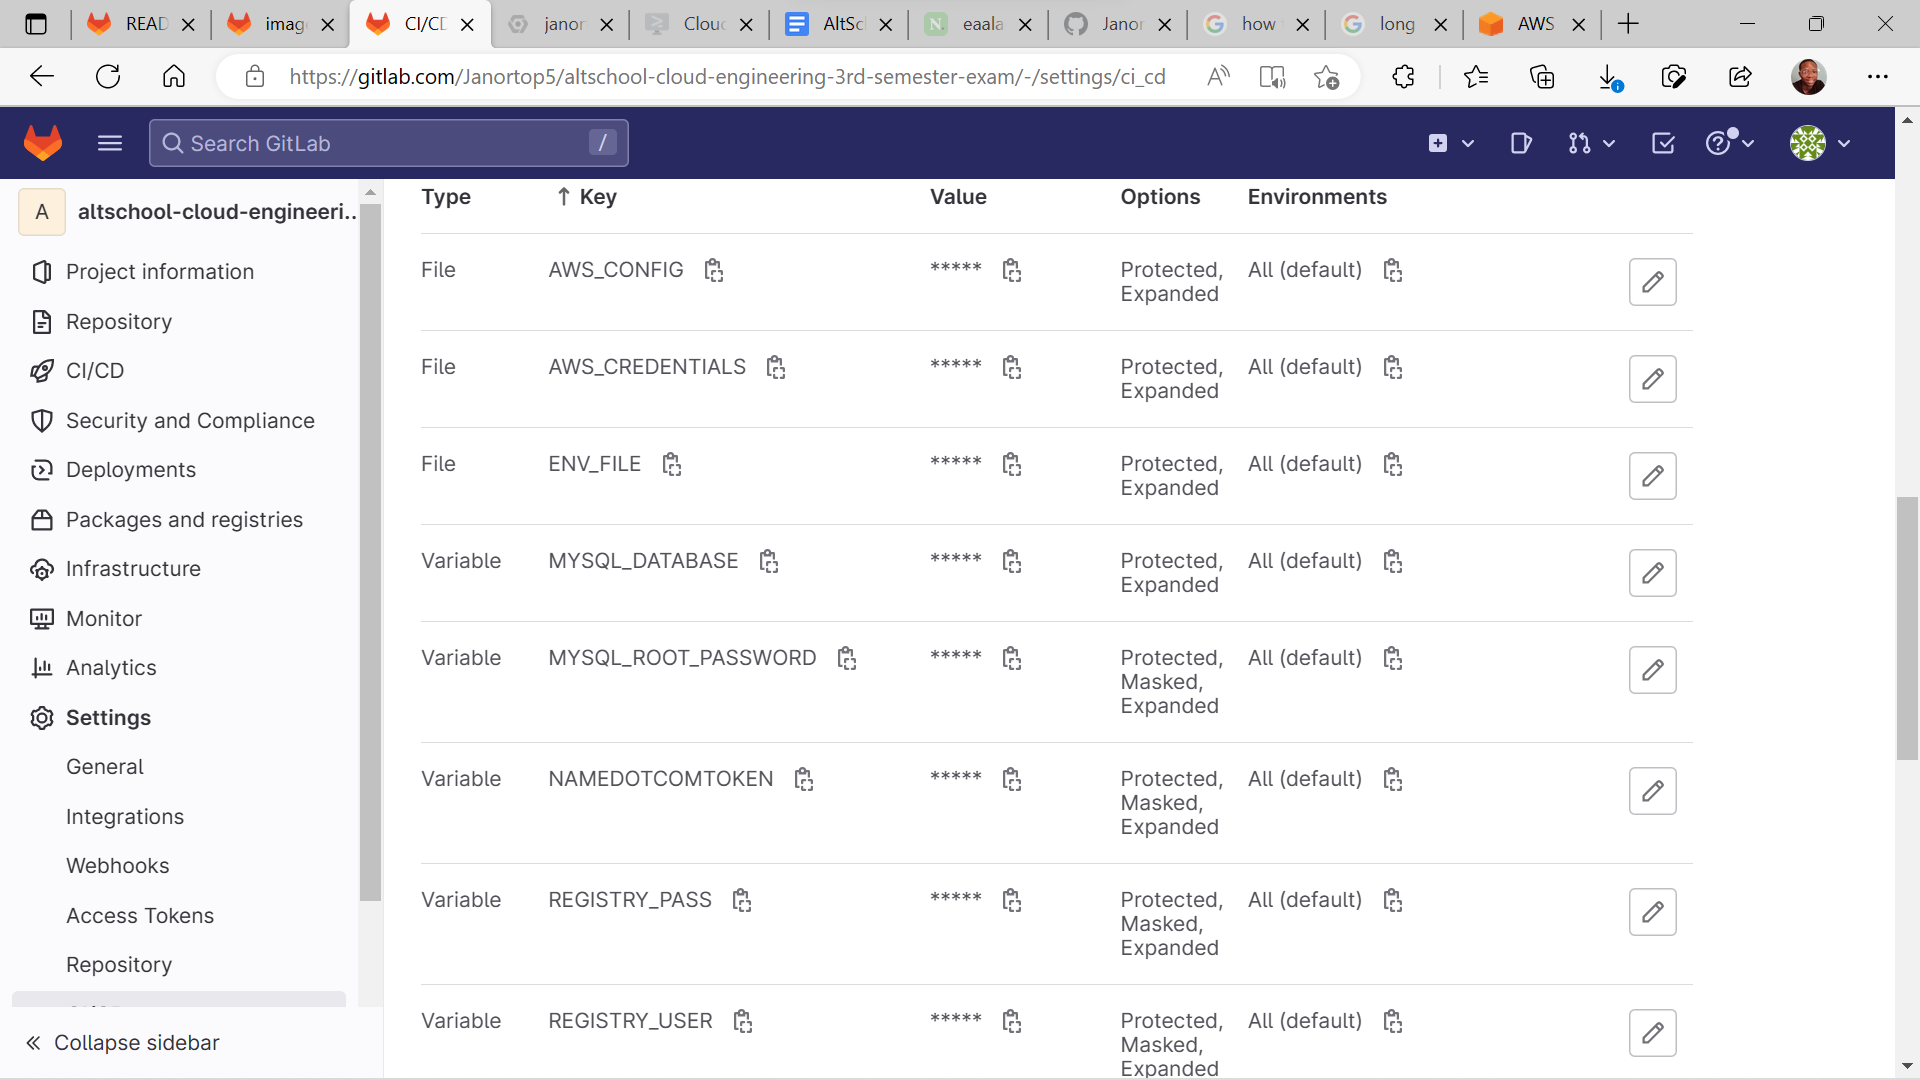 READ
imag
CI/CD
janor
Clouc
AltSc
eaala
Janor
how
long
AWS
https://gitlab.com/Janortop5/altschool-cloud-engineering-3rd-semester-exam/-/settings/ci_cd
Search GitLab /
A altschool-cloud-engineeri...
Project information
Repository
CI/CD
Security and Compliance
Deployments
Packages and registries
Infrastructure
Monitor
Analytics
Settings
General
Integrations
Webhooks
Access Tokens
Repository
Collapse sidebar
Type ↑ Key Value Options Environments
File AWS_CONFIG ***** Protected, All (default)
Expanded
File AWS_CREDENTIALS ***** Protected, All (default)
Expanded
File ENV_FILE ***** Protected, All (default)
Expanded
Variable MYSQL_DATABASE ***** Protected, All (default)
Expanded
Variable MYSQL_ROOT_PASSWORD ***** Protected, All (default)
Masked,
Expanded
Variable NAMEDOTCOMTOKEN ***** Protected, All (default)
Masked,
Expanded
Variable REGISTRY_PASS ***** Protected, All (default)
Masked,
Expanded
Variable REGISTRY_USER ***** Protected, All (default)
Masked,
Expanded